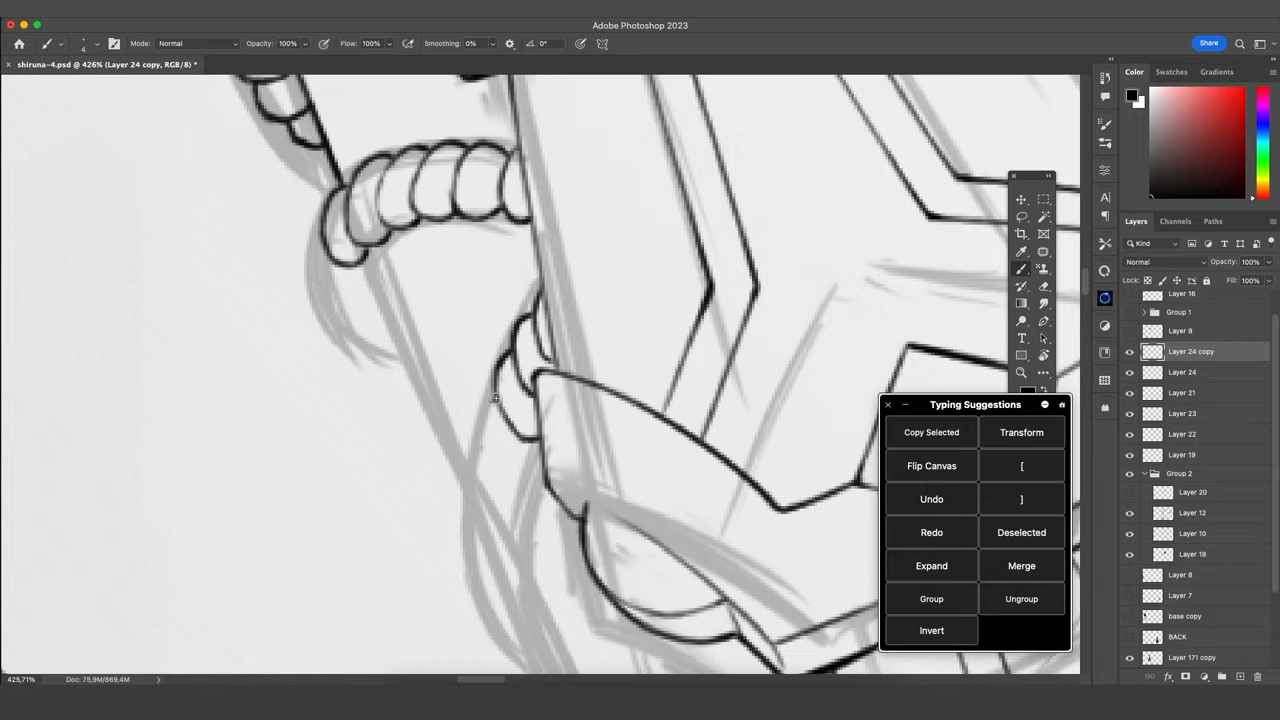 Adobe Photoshop 2023
4
Mode: Normal
Opacity: 100%
Flow: 100%
Smoothing: 0%
0°
Share
shiruna-4.psd @ 426% (Layer 24 copy, RGB/8) *
Color
Swatches
Gradients
Layers
Channels
Paths
Kind
Normal
Opacity: 100%
Lock:
Fill: 100%
Layer 16
Group 1
Layer 9
Layer 24 copy
Layer 24
Layer 21
Layer 23
Layer 22
Layer 19
Group 2
Layer 20
Layer 12
Layer 10
Layer 18
Layer 8
Layer 7
base copy
BACK
Layer 171 copy
Typing Suggestions
Copy Selected
Transform
Flip Canvas
[
Undo
]
Redo
Deselected
Expand
Merge
Group
Ungroup
Invert
425,71%
Doc: 75,9M/869,4M